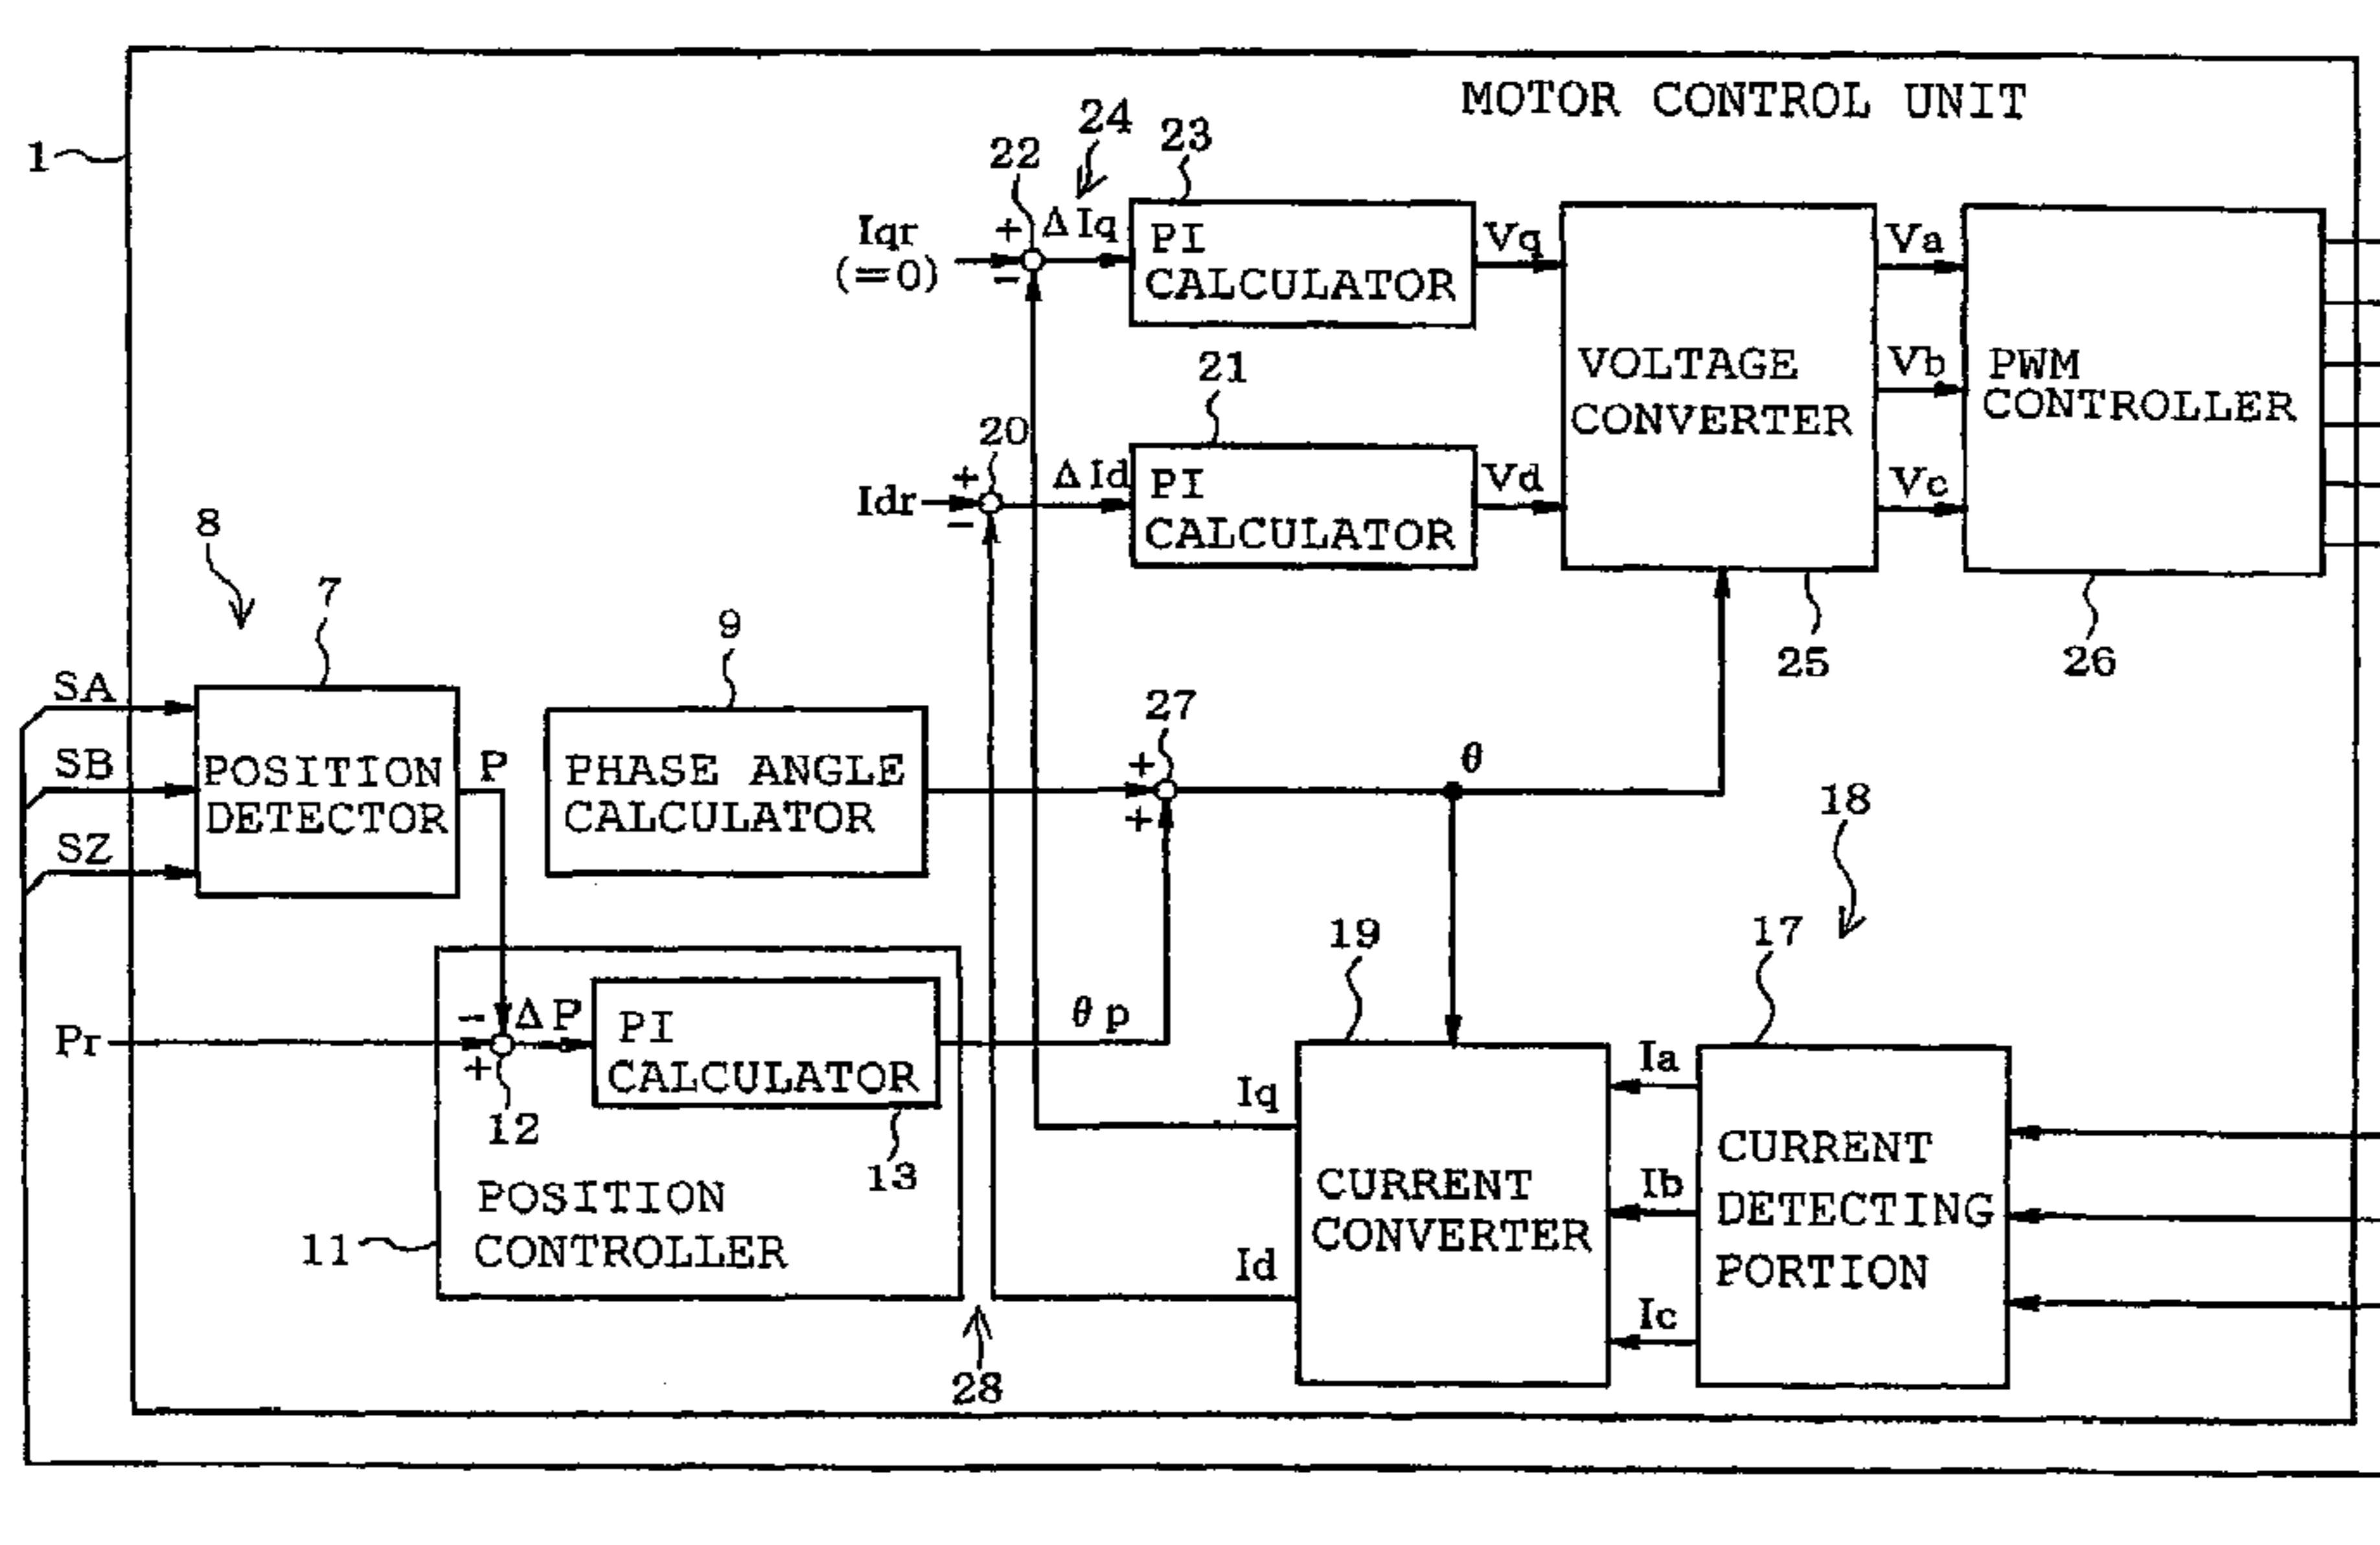 MOTOR CONTROL UNIT
1
24
23
22
Iqr
(=0)
+
-
ΔIq
PI
CALCULATOR
Vq
21
20
Idr
+
-
ΔId
PI
CALCULATOR
Vd
VOLTAGE
CONVERTER
25
Va
Vb
Vc
PWM
CONTROLLER
26
8
7
SA
SB
SZ
POSITION
DETECTOR
P
9
PHASE ANGLE
CALCULATOR
27
+
+
θ
18
Pr
-
+
ΔP
12
PI
CALCULATOR
13
POSITION
CONTROLLER
11
θp
28
19
Iq
Id
CURRENT
CONVERTER
Ia
Ib
Ic
17
CURRENT
DETECTING
PORTION